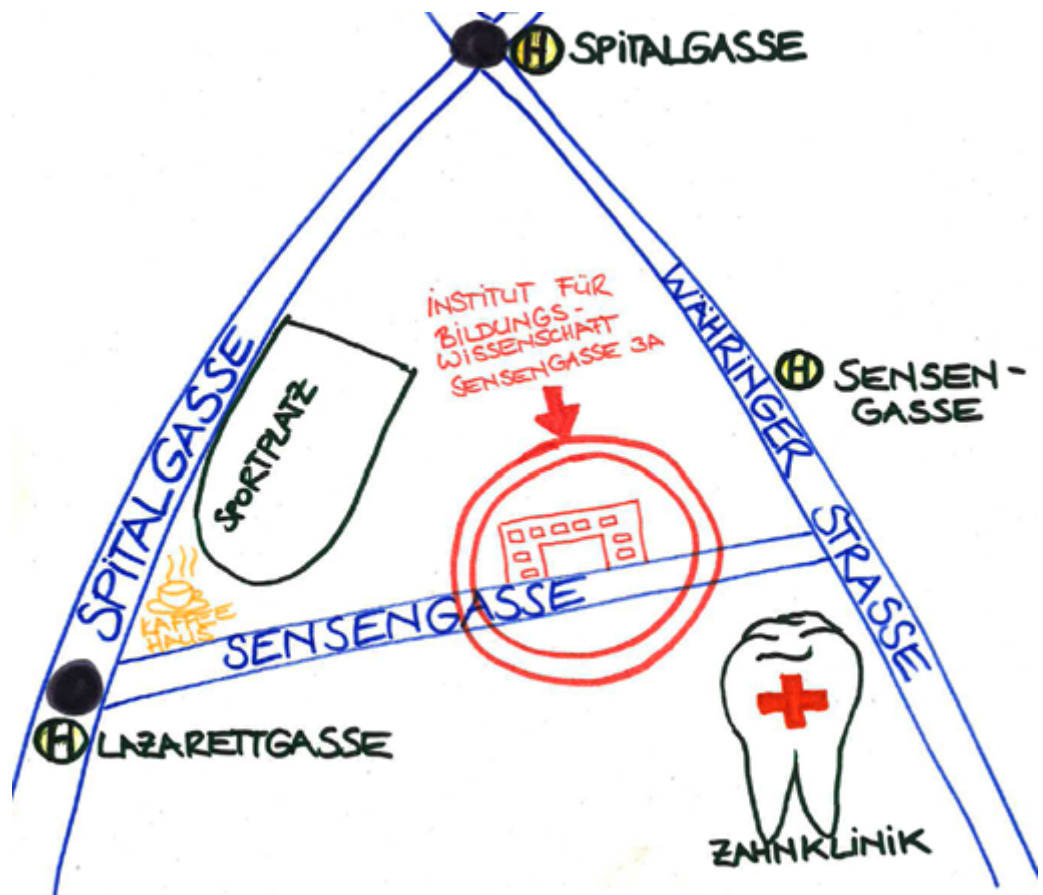 H SPITALGASSE
INSTITUT FÜR
BILDUNGS-
WISSENSCHAFT
SENSENGASSE 3A
WÄHRINGER STRASSE
H SENSEN-
GASSE
SPITALGASSE
SPORTPLATZ
KAFFEE
HAUS
SENSENGASSE
H LAZARETTGASSE
ZAHNKLINIK